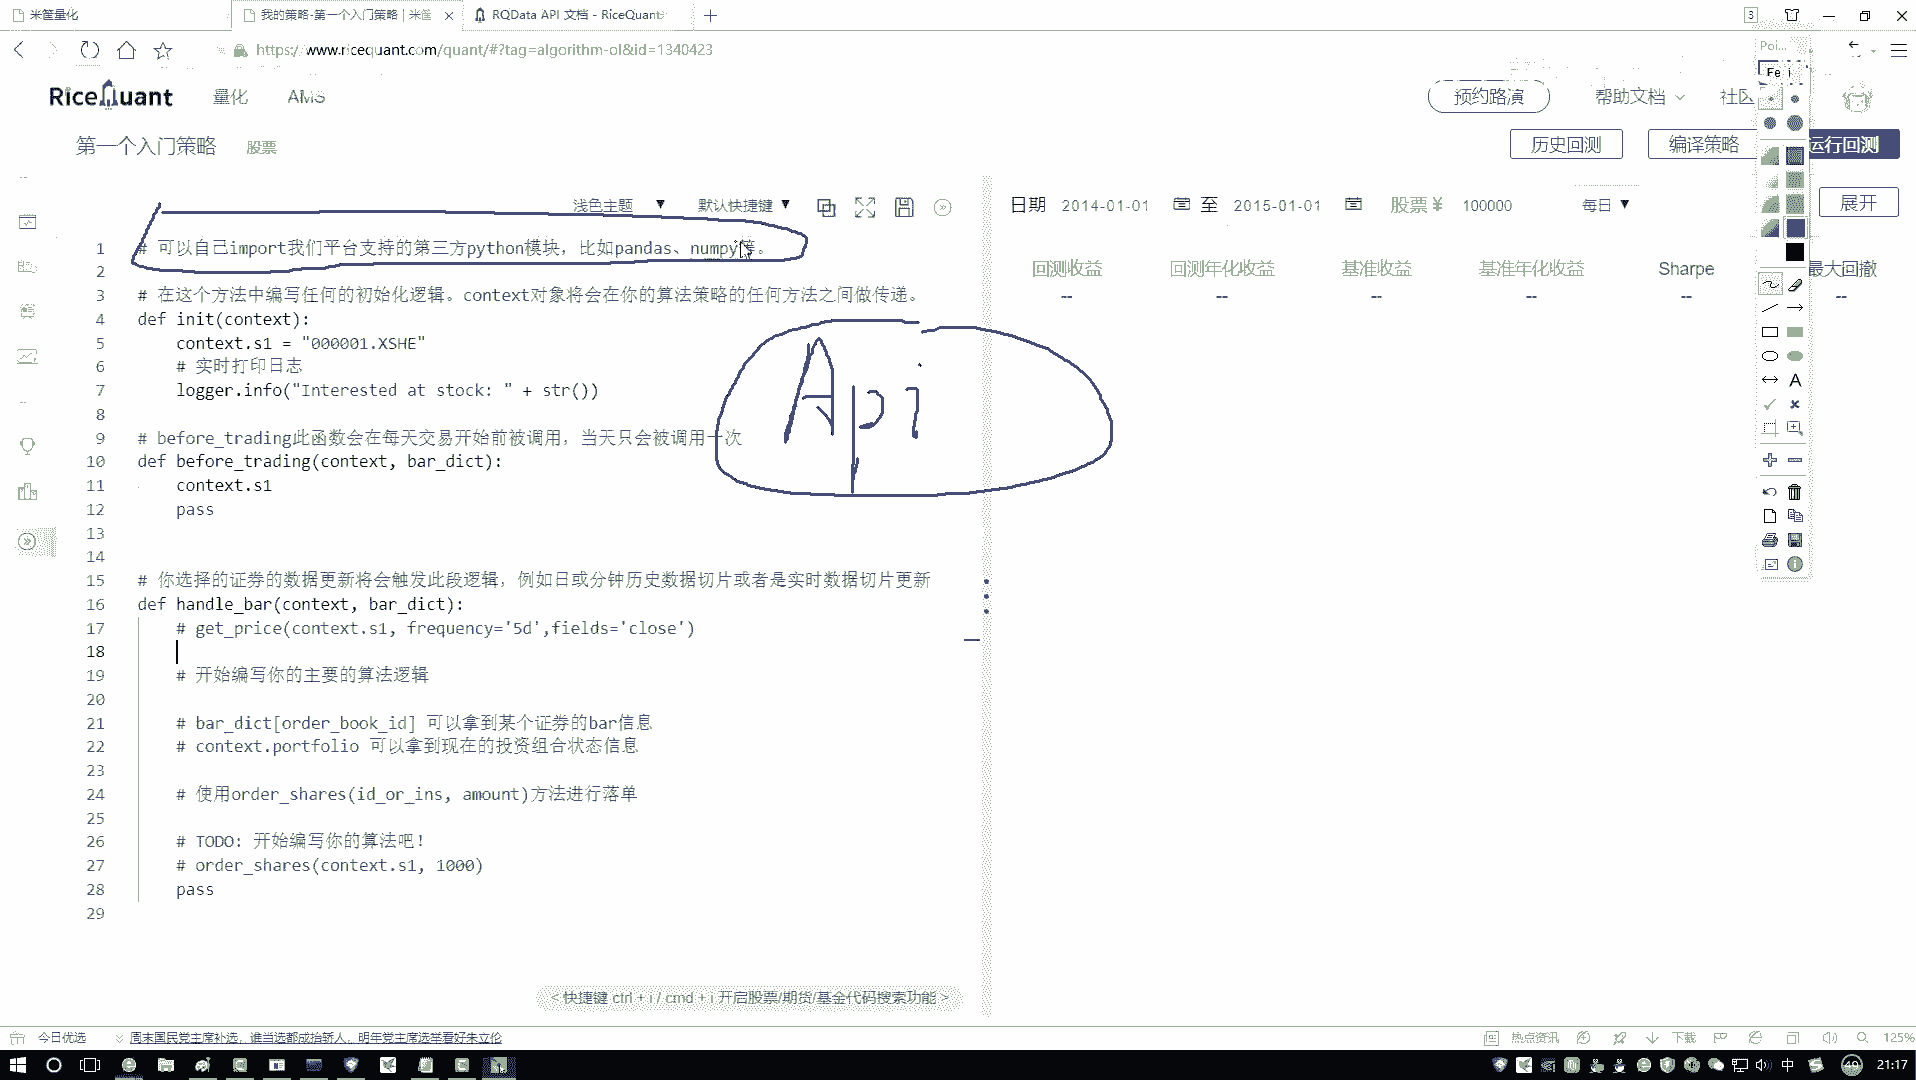 米筐量化
我的策略-第一个入门策略 | 米筐
RQData API 文档 - RiceQuant
3
https://www.ricequant.com/quant/#?tag=algorithm-ol&id=1340423
Poi...
Fei
RiceQuant 量化 AMS 预约路演 帮助文档 社区
第一个入门策略 股票 历史回测 编译策略 运行回测
浅色主题 默认快捷键 日期 2014-01-01 至 2015-01-01 股票 ¥ 100000 每日 展开
回测收益 回测年化收益 基准收益 基准年化收益 Sharpe 最大回撤
-- -- -- -- -- --
1 # 可以自己import我们平台支持的第三方python模块，比如pandas、numpy等。
2
3 # 在这个方法中编写任何的初始化逻辑。context对象将会在你的算法策略的任何方法之间做传递。
4 def init(context):
5 context.s1 = "000001.XSHE"
6 # 实时打印日志
7 logger.info("Interested at stock: " + str())
Api
8
9 # before_trading此函数会在每天交易开始前被调用，当天只会被调用一次
10 def before_trading(context, bar_dict):
11 context.s1
12 pass
13
14
15 # 你选择的证券的数据更新将会触发此段逻辑，例如日或分钟历史数据切片或者是实时数据切片更新
16 def handle_bar(context, bar_dict):
17 # get_price(context.s1, frequency='5d',fields='close')
18
19 # 开始编写你的主要的算法逻辑
20
21 # bar_dict[order_book_id] 可以拿到某个证券的bar信息
22 # context.portfolio 可以拿到现在的投资组合状态信息
23
24 # 使用order_shares(id_or_ins, amount)方法进行落单
25
26 # TODO: 开始编写你的算法吧！
27 # order_shares(context.s1, 1000)
28 pass
29
< 快捷键 ctrl + i / cmd + i 开启股票/期货/基金代码搜索功能 >
今日优选 周末国民党主席补选，谁当选都成抬轿人，明年党主席选举看好朱立伦 热点资讯 下载 125%
中 49 21:17